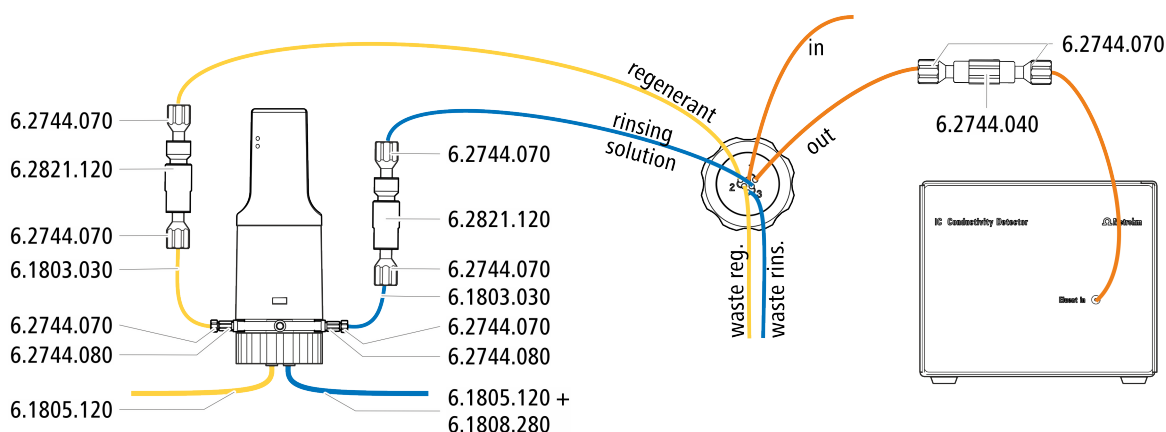 6.2744.070
6.2821.120
6.2744.070
6.1803.030
6.2744.070
6.2744.080
6.1805.120
6.2744.070
6.2821.120
6.2744.070
6.1803.030
6.2744.070
6.2744.080
6.1805.120 +
6.1808.280
regenerant
rinsing
solution
in
out
1
2
3
waste reg.
waste rins.
6.2744.070
6.2744.040
IC Conductivity Detector
Metrohm
Eluent in